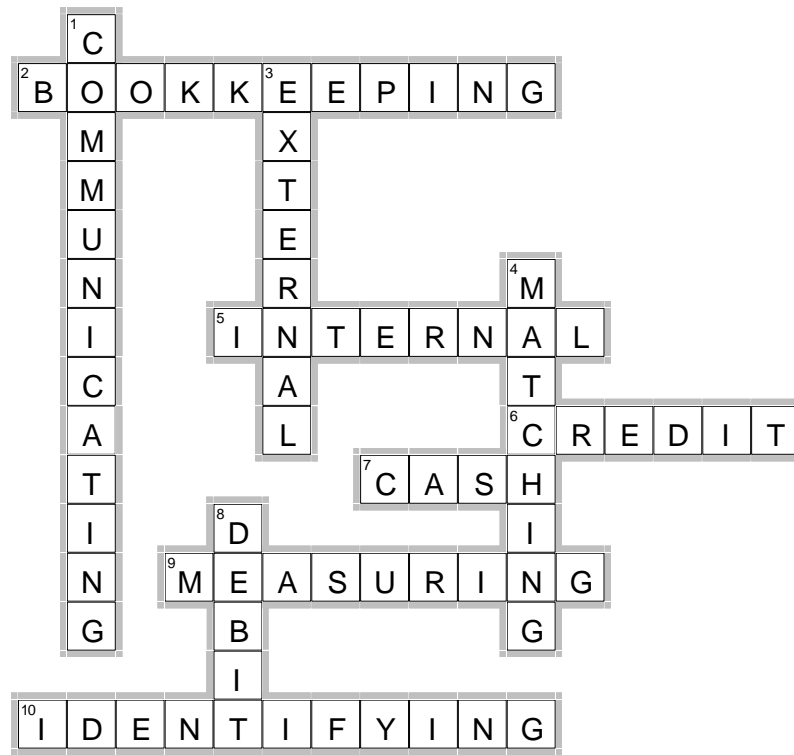 1 C
2 B O O K K 3 E E P I N G
M X
M T
U E
N R 4 M
I 5 I N T E R N A L
C A T
A L 6 C R E D I T
T 7 C A S H
I 8 D I
N 9 M E A S U R I N G
G B G
I
10 I D E N T I F Y I N G